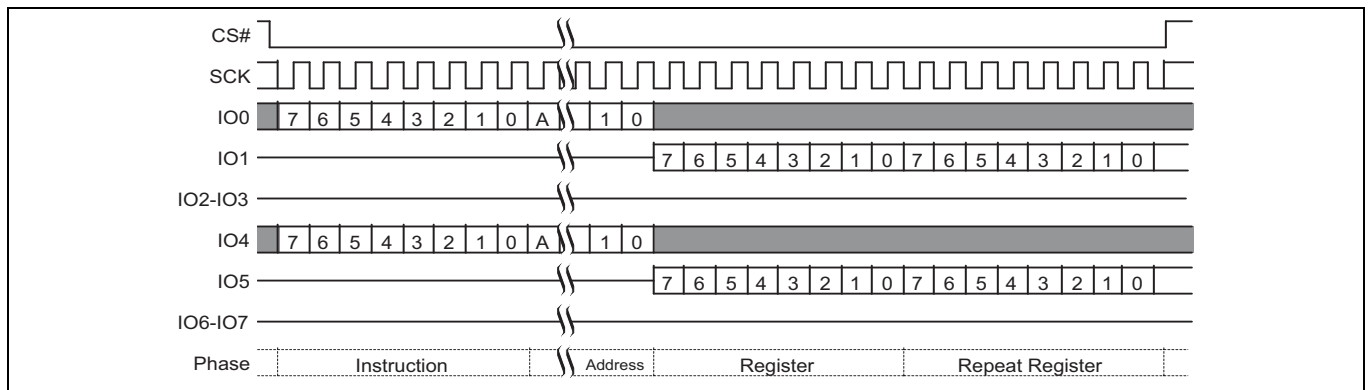 CS#
SCK
IO0 7 6 5 4 3 2 1 0 A 1 0
IO1 7 6 5 4 3 2 1 0 7 6 5 4 3 2 1 0
IO2-IO3
IO4 7 6 5 4 3 2 1 0 A 1 0
IO5 7 6 5 4 3 2 1 0 7 6 5 4 3 2 1 0
IO6-IO7
Phase Instruction Address Register Repeat Register